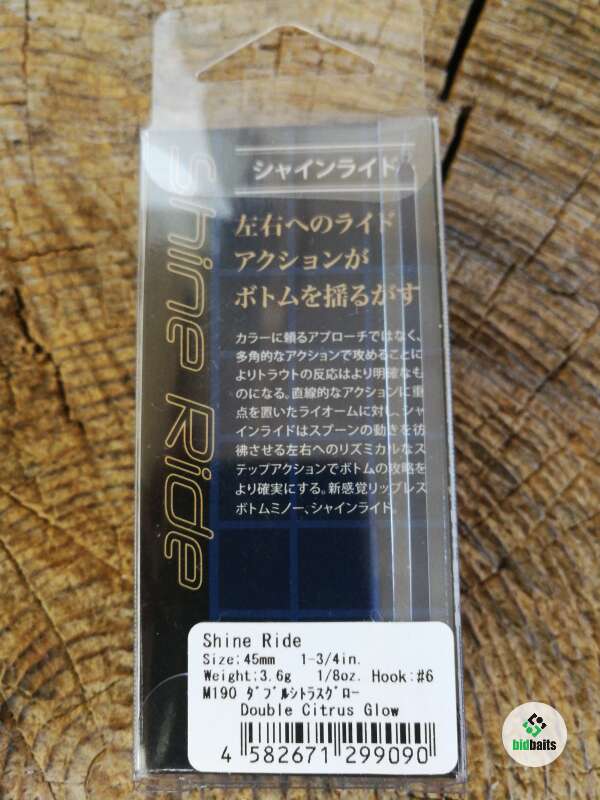 Shine Ride
シャインライド
左右へのライド
アクションが
ボトムを揺るがす
カラーに頼るアプローチではなく、
多角的なアクションで攻めることに
よりトラウトの反応はより明確なも
のになる。直線的なアクションに重
点を置いたライオームに対し、シャ
インライドはスプーンの動きを彷
彿させる左右へのリズミカルなス
テップアクションでボトムの攻略を
より確実にする。新感覚リップレス
ボトムミノー、シャインライド。
Shine Ride
Size:45mm 1-3/4in.
Weight:3.6g 1/8oz. Hook:#6
M190 ﾀﾞﾌﾞﾙｼﾄﾗｽｸﾞﾛｰ
Double Citrus Glow
4 582671 299090
bidbaits